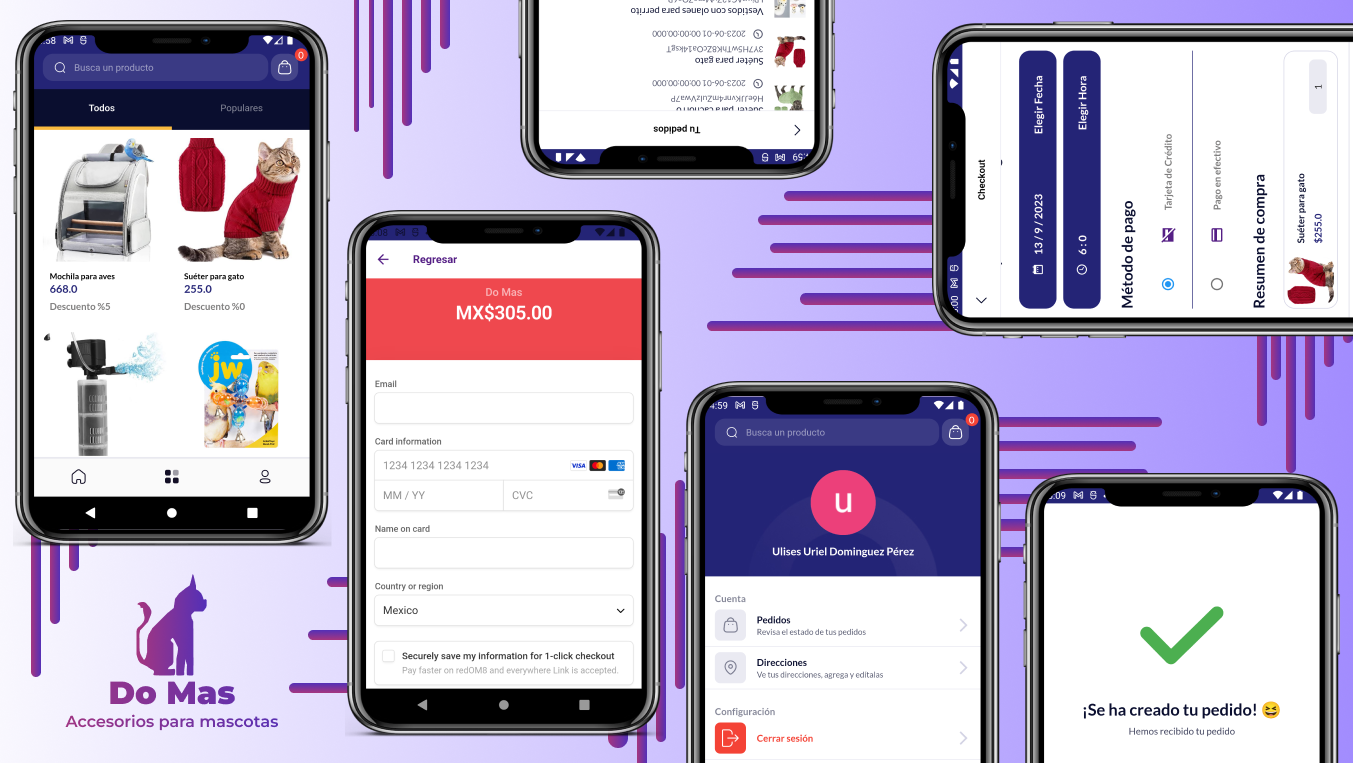 :58
0
Busca un producto
Todos
Populares
Mochila para aves
668.0
Descuento %5
Suéter para gato
255.0
Descuento %0
JW
Do Mas
Accesorios para mascotas
Regresar
Do Mas
MX$305.00
Email
Card information
1234 1234 1234 1234
VISA
MM / YY
CVC
Name on card
Country or region
Mexico
Securely save my information for 1-click checkout
Pay faster on redOM8 and everywhere Link is accepted.
4:59
Tu pedidos
Suéter para cachorro
2023-06-01 00:00:00.000
Suéter para gato
3Y7H5wThKBZcOa14ksgT
2023-06-01 00:00:00.000
Vestidos con olanes para perrito
Checkout
13 / 9 / 2023
Elegir Fecha
6 : 0
Elegir Hora
Método de pago
Tarjeta de Crédito
Pago en efectivo
Resumen de compra
Suéter para gato
$255.0
1
4:59
0
Busca un producto
u
Ulises Uriel Dominguez Pérez
Cuenta
Pedidos
Revisa el estado de tus pedidos
Direcciones
Ve tus direcciones, agrega y edítalas
Configuración
Cerrar sesión
:09
¡Se ha creado tu pedido! 😆
Hemos recibido tu pedido